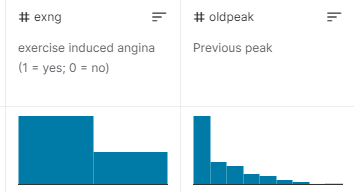 # exng
exercise induced angina
(1 = yes; 0 = no)
# oldpeak
Previous peak